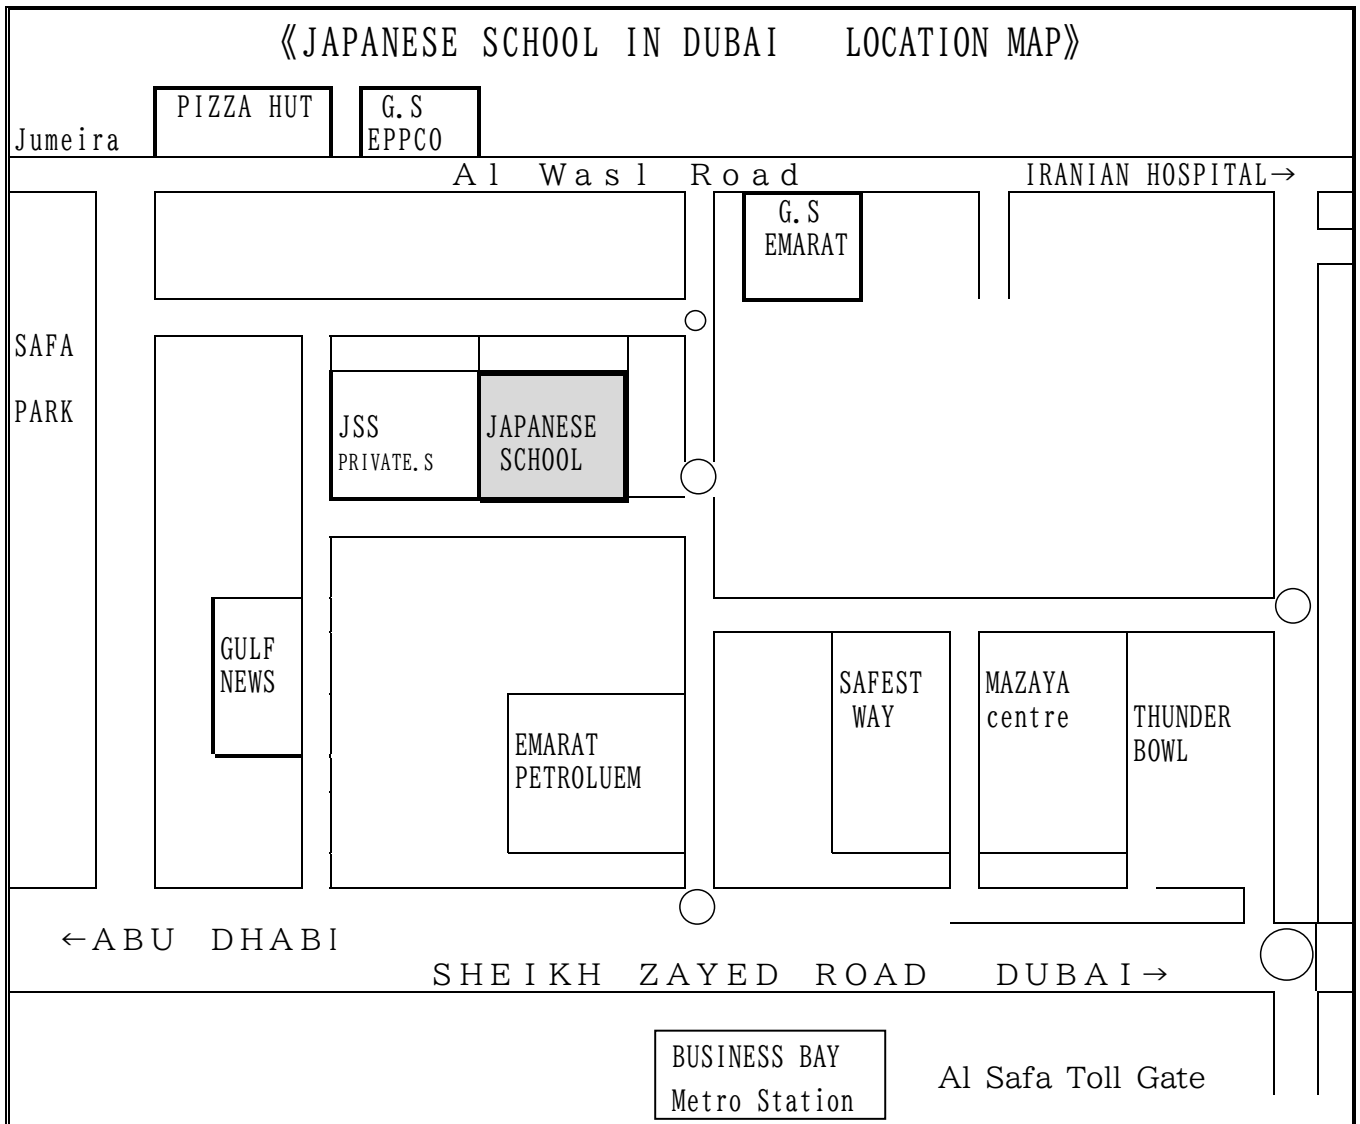 《JAPANESE SCHOOL IN DUBAI LOCATION MAP》
PIZZA HUT
G.S
EPPCO
Jumeira
Al Wasl Road
IRANIAN HOSPITAL→
G.S
EMARAT
SAFA
PARK
JSS
PRIVATE.S
JAPANESE
SCHOOL
GULF
NEWS
EMARAT
PETROLUEM
SAFEST
WAY
MAZAYA
centre
THUNDER
BOWL
←ABU DHABI
SHEIKH ZAYED ROAD DUBAI→
BUSINESS BAY
Metro Station
Al Safa Toll Gate